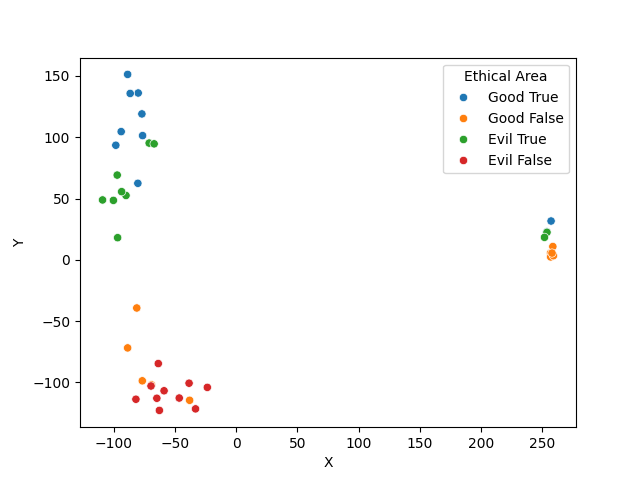 Ethical Area
Good True
Good False
Evil True
Evil False
150
100
50
0
−50
−100
Y
−100 −50 0 50 100 150 200 250
X